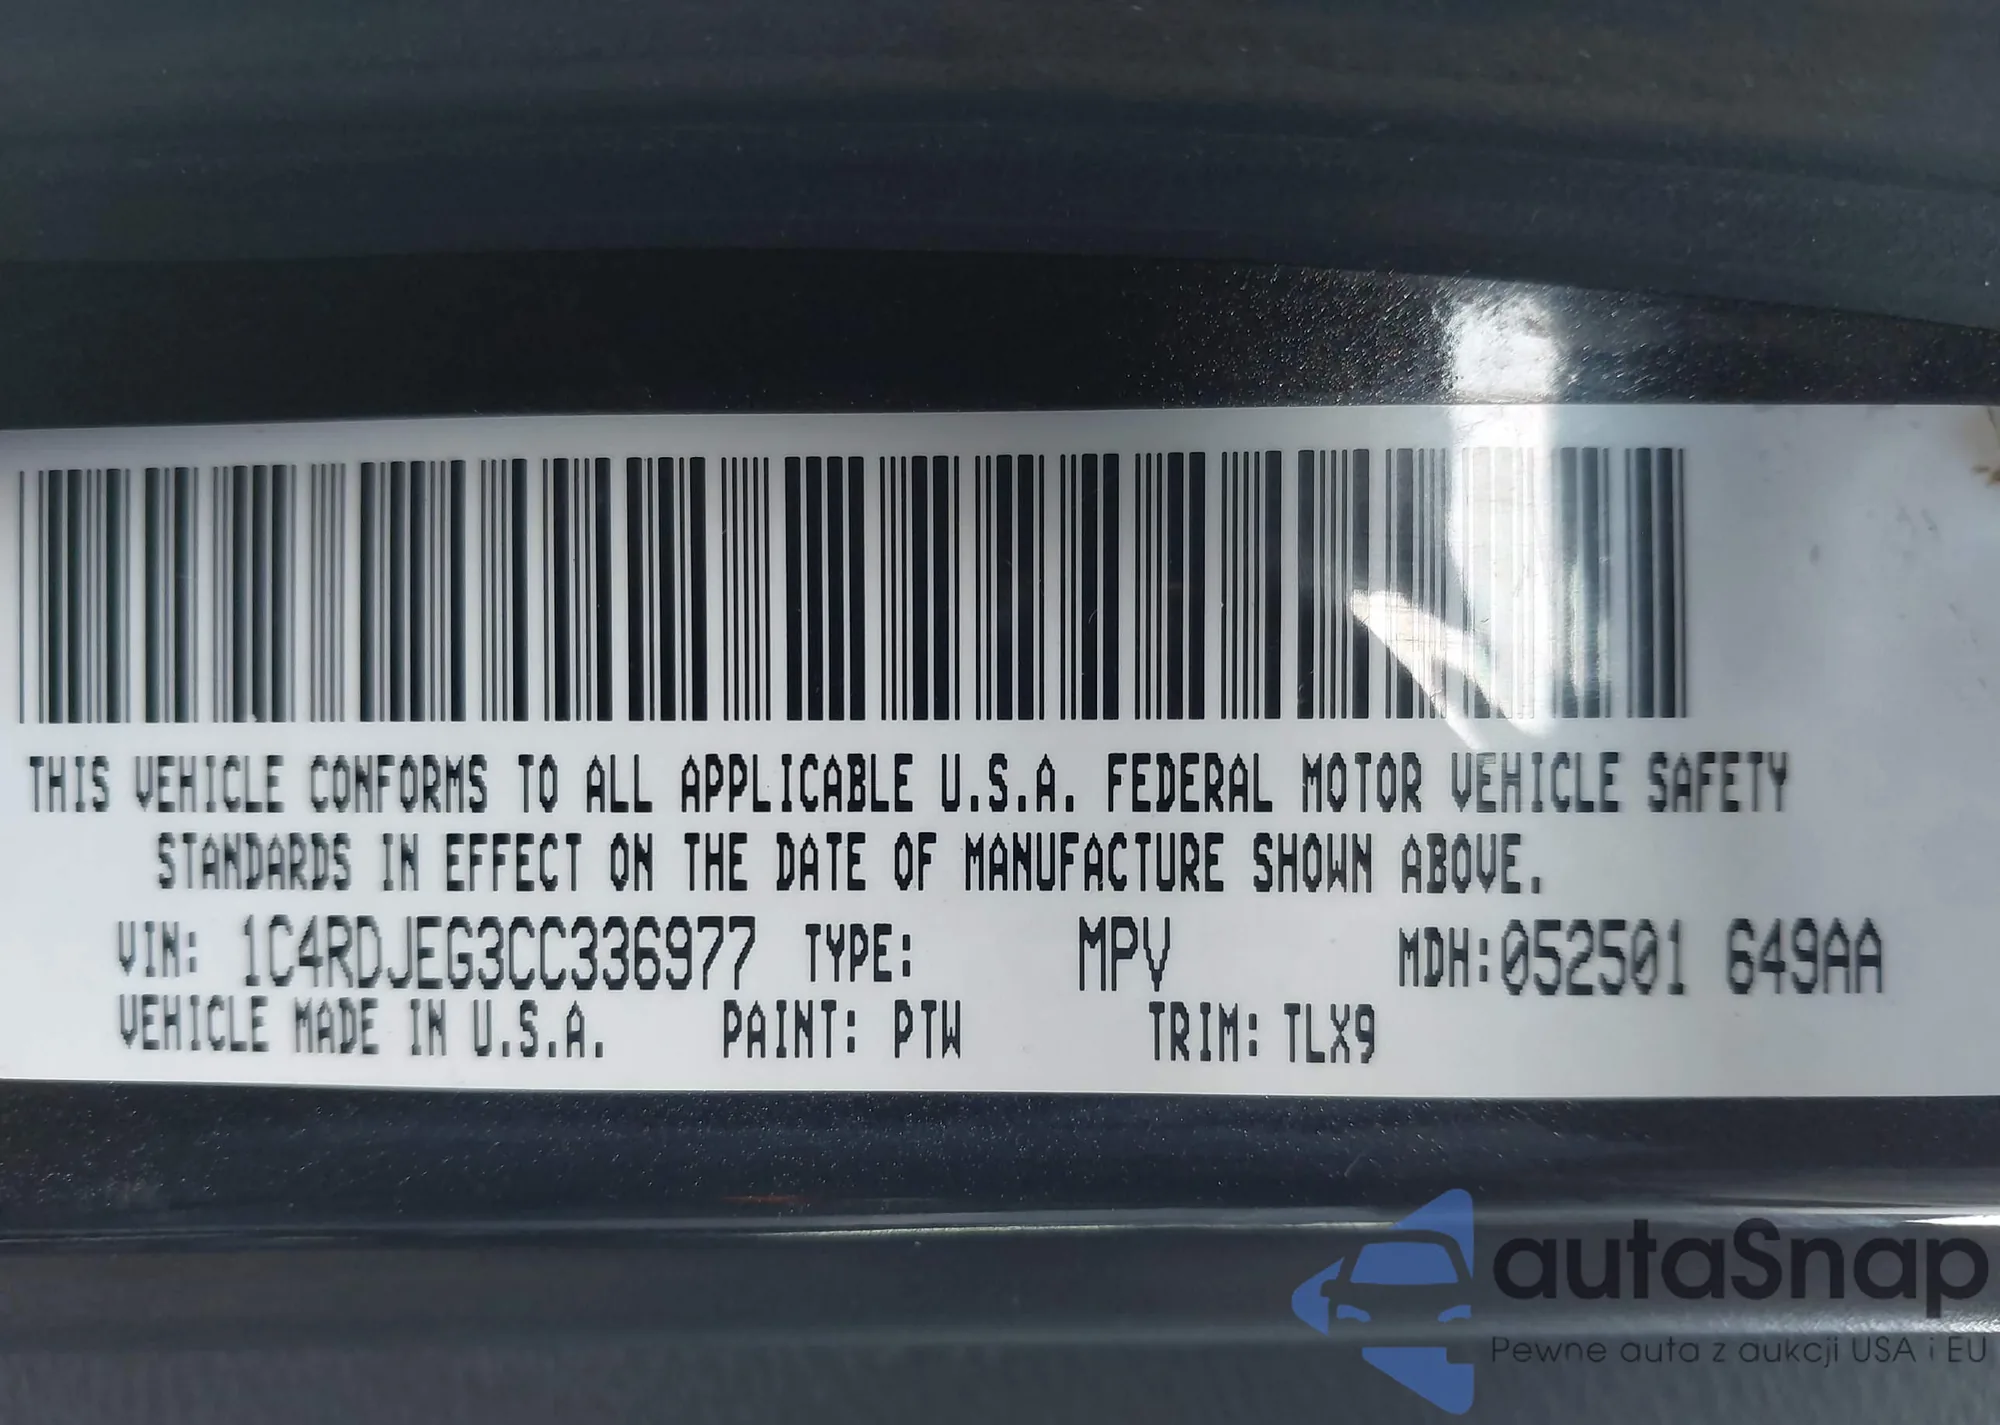 THIS VEHICLE CONFORMS TO ALL APPLICABLE U.S.A. FEDERAL MOTOR VEHICLE SAFETY
STANDARDS IN EFFECT ON THE DATE OF MANUFACTURE SHOWN ABOVE.
VIN: 1C4RDJEG3CC336977 TYPE: MPV MDH:052501 649AA
VEHICLE MADE IN U.S.A. PAINT: PTW TRIM: TLX9
autaSnap
Pewne auta z aukcji USA i EU